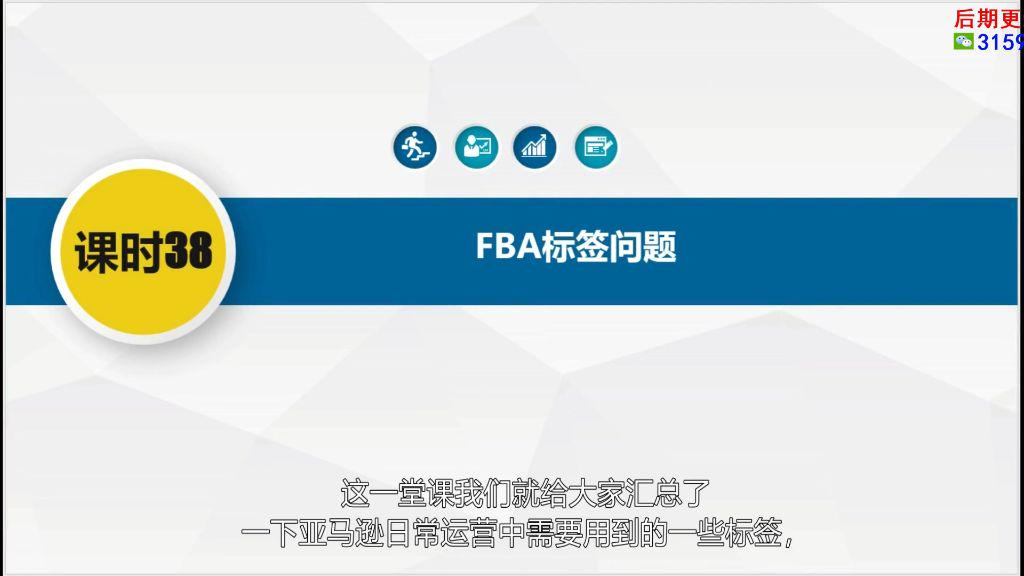 后期更
3159
课时38
FBA标签问题
这一堂课我们就给大家汇总了
一下亚马逊日常运营中需要用到的一些标签，